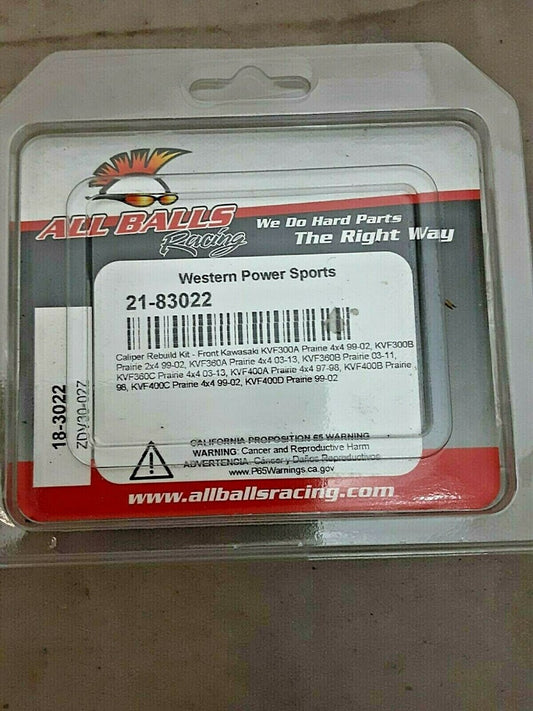 ALL BALLS
Racing
We Do Hard Parts
The Right Way
Western Power Sports
21-83022
Caliper Rebuild Kit - Front Kawasaki KVF300A Prairie 4x4 99-02, KVF300B
Prairie 2x4 99-02, KVF360A Prairie 4x4 03-13, KVF360B Prairie 03-11,
KVF360C Prairie 4x4 03-13, KVF400A Prairie 4x4 97-98, KVF400B Prairie
98, KVF400C Prairie 4x4 99-02, KVF400D Prairie 99-02
18-3022
ZDV30-027
CALIFORNIA PROPOSITION 65 WARNING
WARNING: Cancer and Reproductive Harm
ADVERTENCIA: Cáncer y Daños Reproductivos
www.P65Warnings.ca.gov
www.allballsracing.com